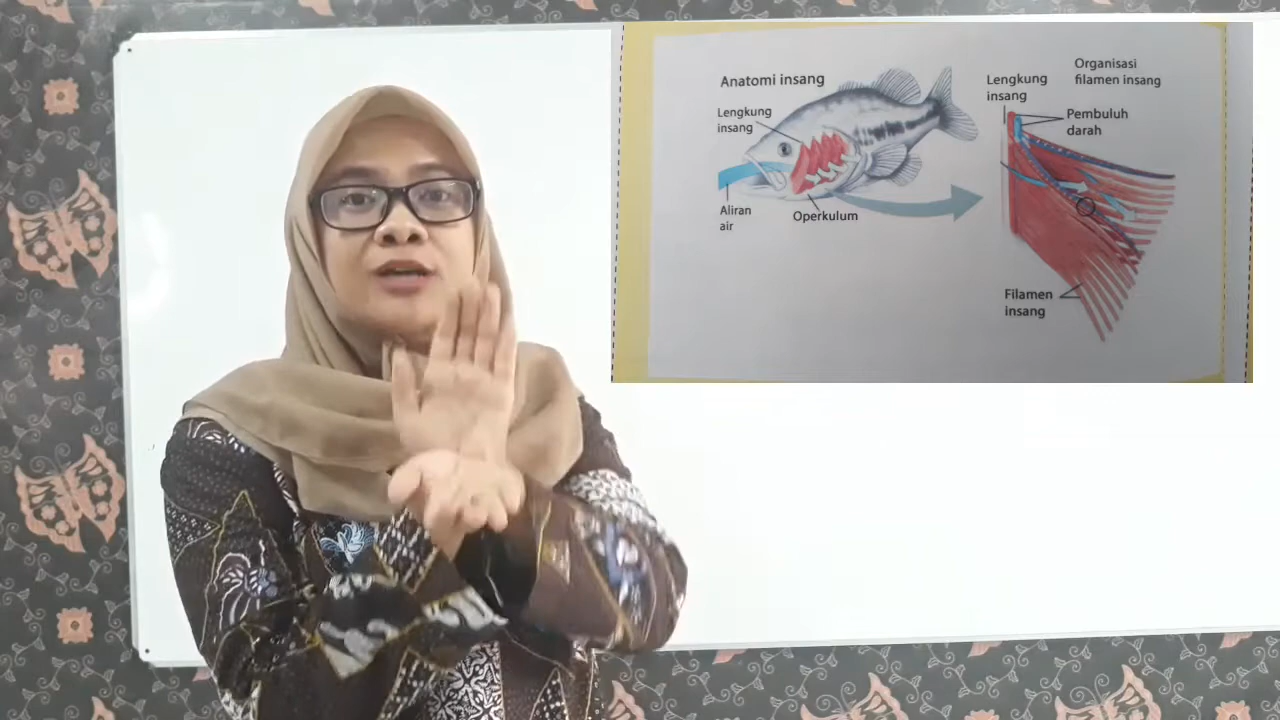 Anatomi insang
Lengkung
insang
Aliran
air
Operkulum
Lengkung
insang
Organisasi
filamen insang
Pembuluh
darah
Filamen
insang